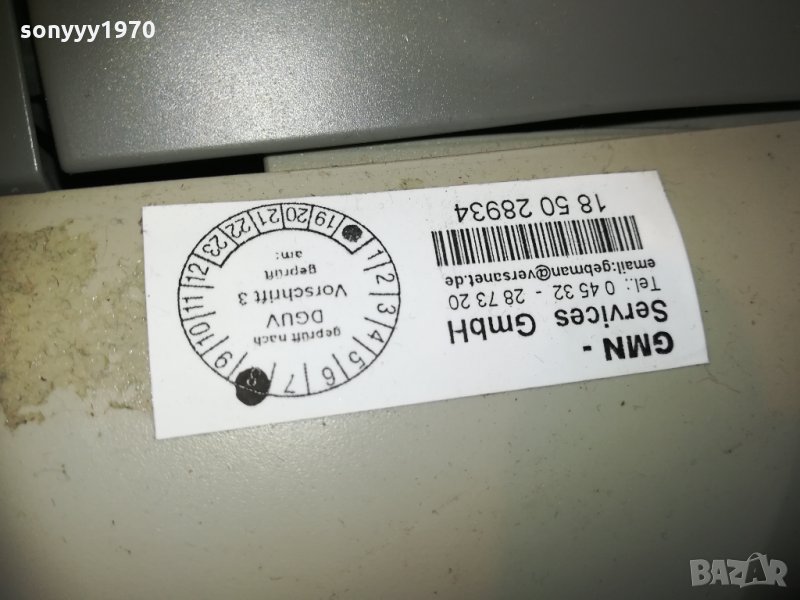 sonyyy1970
GMN -
Services GmbH
Tel.: 0 45 32 - 28 73 20
email:gebman@versanet.de
18 50 28934
geprüft nach
DGUV
Vorschrift 3
geprüft
am:
1 2 3 4 5 6 7 8 9 10 11 12
19 20 21 22 23
BAZAR